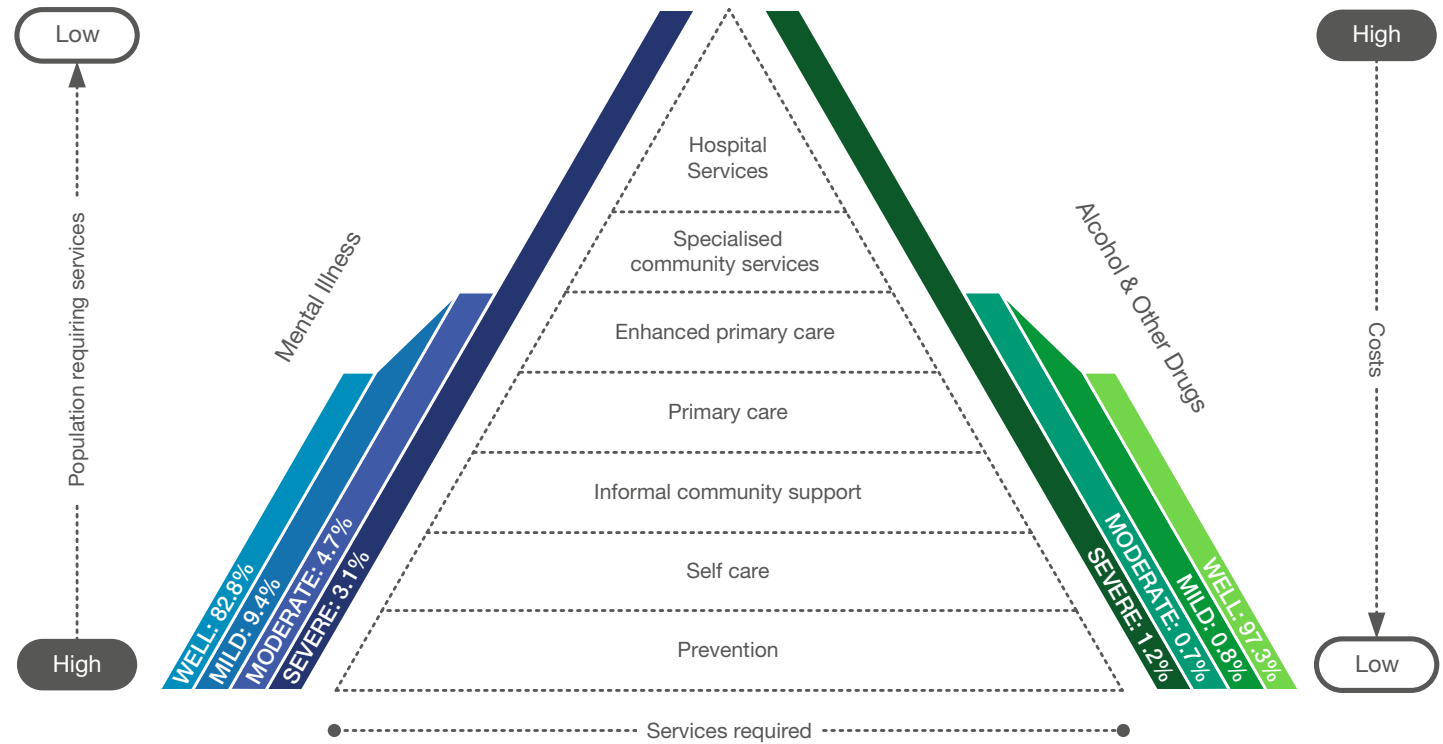 Low
High
Hospital
Services
Specialised
community services
Enhanced primary care
Primary care
Informal community support
Self care
Prevention
Population requiring services
Mental Illness
Alcohol & Other Drugs
Costs
WELL: 82.8%
MILD: 9.4%
MODERATE: 4.7%
SEVERE: 3.1%
SEVERE: 1.2%
MODERATE: 0.7%
MILD: 0.8%
WELL: 97.3%
High
Low
Services required